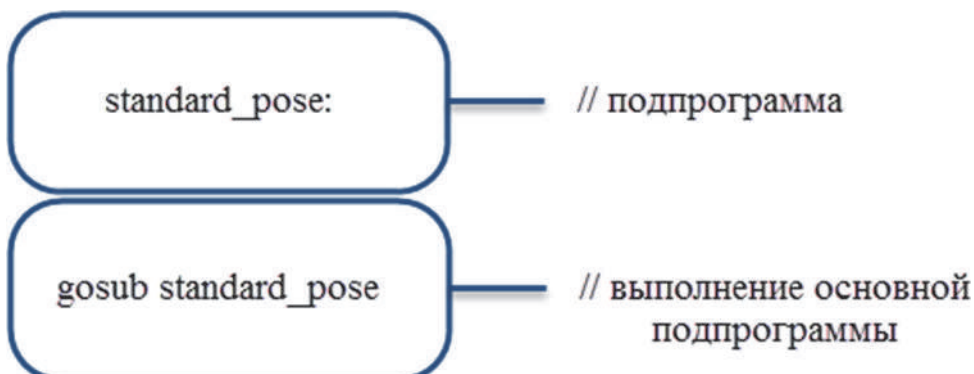 standard_pose: // подпрограмма
gosub standard_pose // выполнение основной
подпрограммы